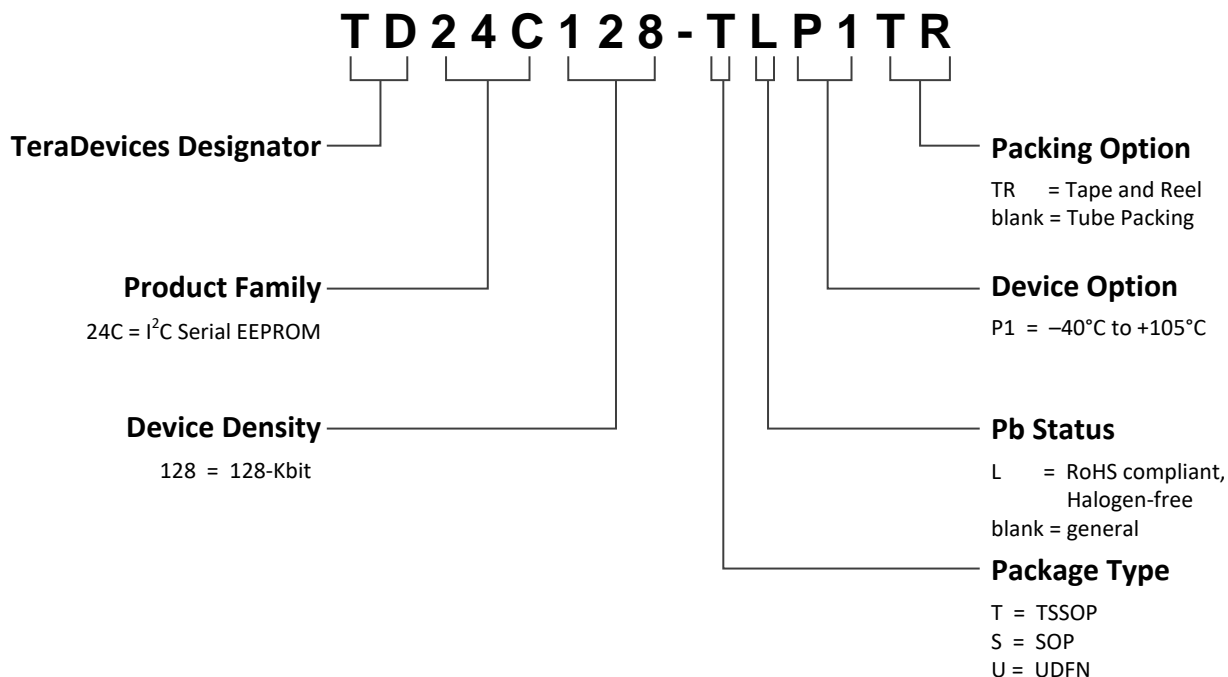 TD24C128-TLP1TR
TeraDevices Designator
Product Family
24C = I²C Serial EEPROM
Device Density
128 = 128-Kbit
Packing Option
TR = Tape and Reel
blank = Tube Packing
Device Option
P1 = –40°C to +105°C
Pb Status
L = RoHS compliant,
Halogen-free
blank = general
Package Type
T = TSSOP
S = SOP
U = UDFN